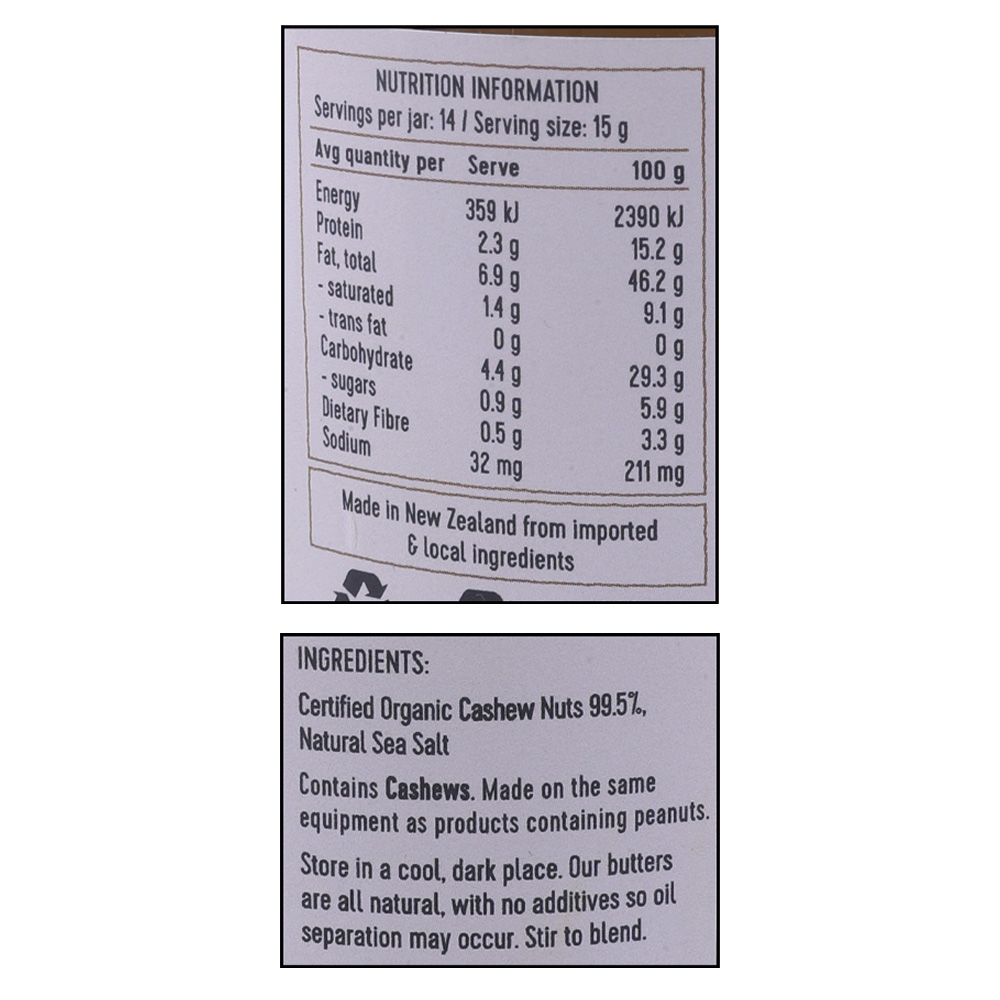 NUTRITION INFORMATION
Servings per jar: 14 / Serving size: 15 g
Avg quantity per Serve 100 g
Energy 359 kJ 2390 kJ
Protein 2.3 g 15.2 g
Fat, total 6.9 g 46.2 g
- saturated 1.4 g 9.1 g
- trans fat 0 g 0 g
Carbohydrate 4.4 g 29.3 g
- sugars 0.9 g 5.9 g
Dietary Fibre 0.5 g 3.3 g
Sodium 32 mg 211 mg
Made in New Zealand from imported
& local ingredients
INGREDIENTS:
Certified Organic Cashew Nuts 99.5%,
Natural Sea Salt
Contains Cashews. Made on the same
equipment as products containing peanuts.
Store in a cool, dark place. Our butters
are all natural, with no additives so oil
separation may occur. Stir to blend.